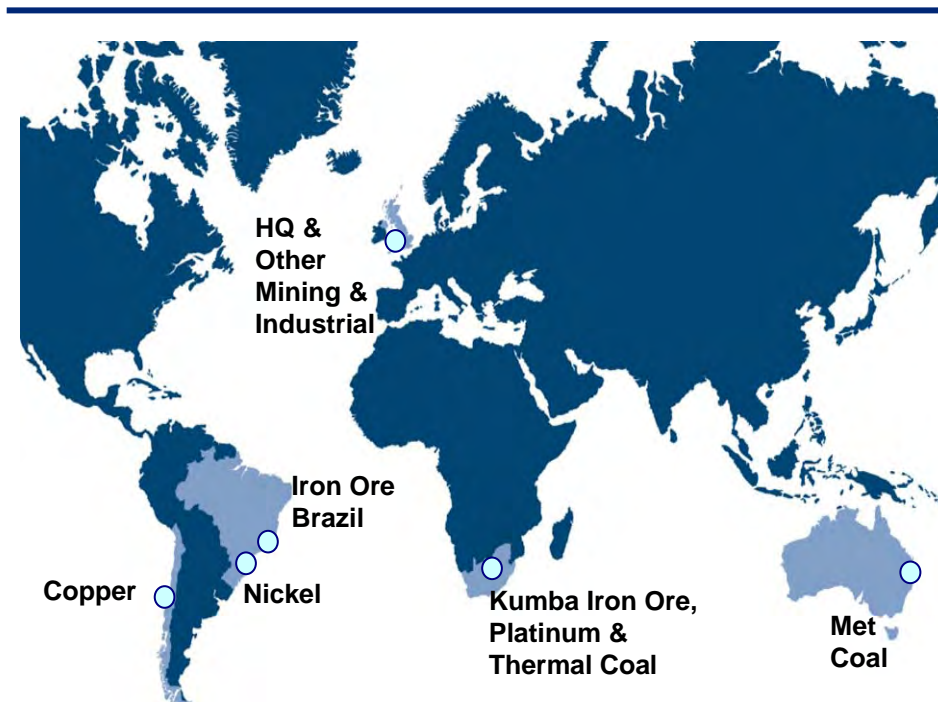 HQ &
Other
Mining &
Industrial
Iron Ore
Brazil
Copper
Nickel
Kumba Iron Ore,
Platinum &
Thermal Coal
Met
Coal